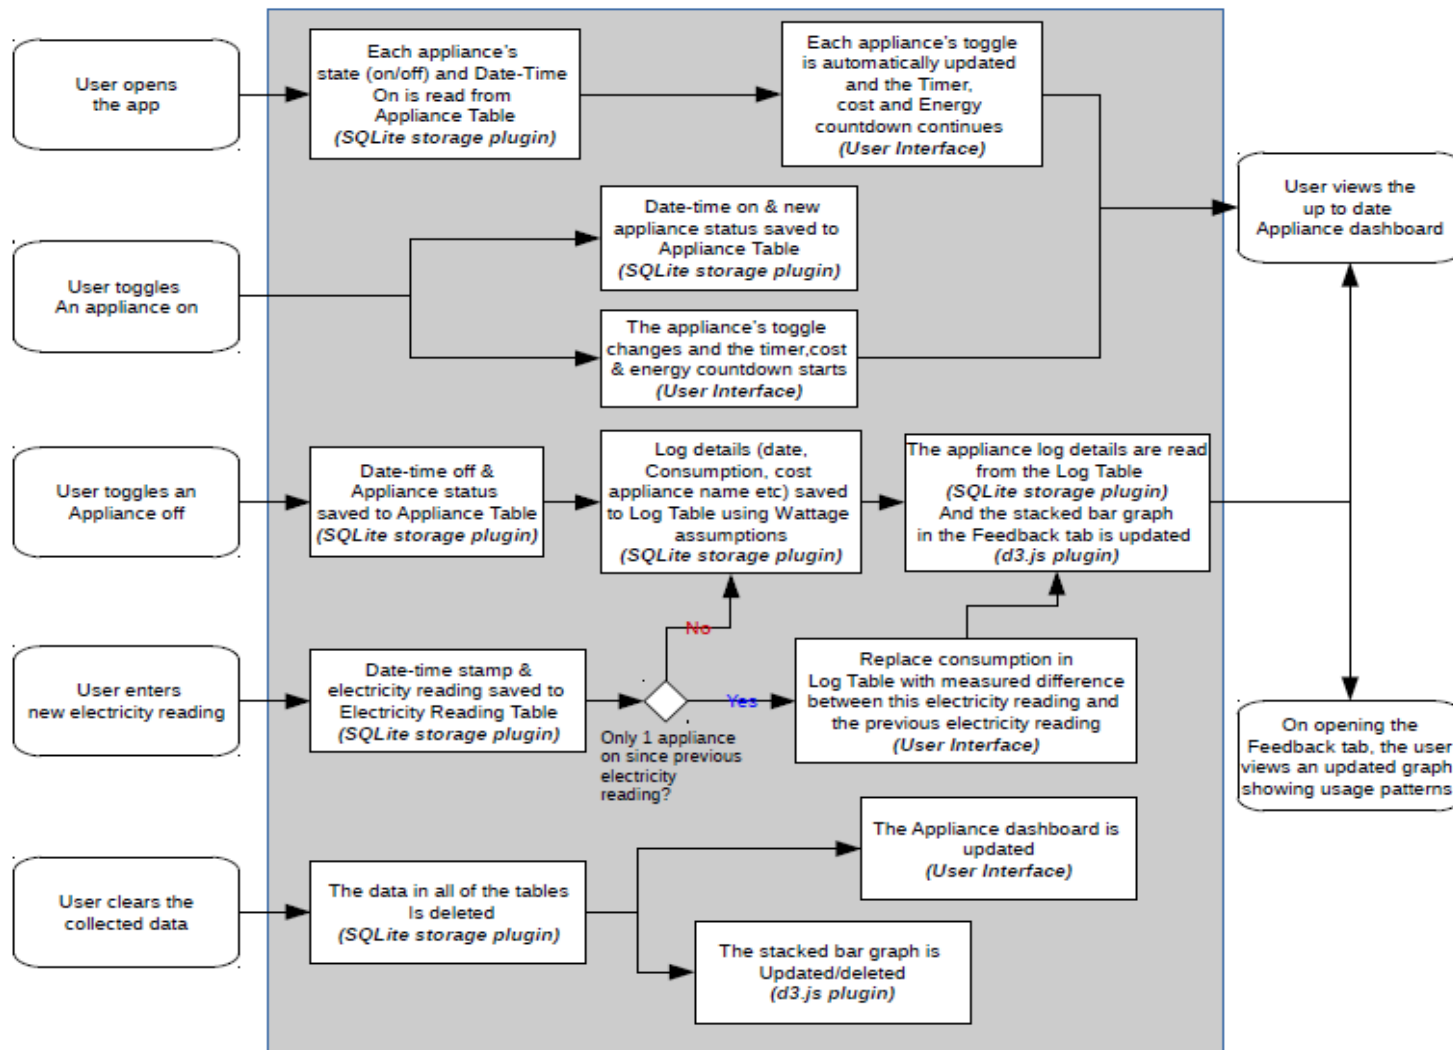 User opens
the app
Each appliance's
state (on/off) and Date-Time
On is read from
Appliance Table
(SQLite storage plugin)
Each appliance's toggle
is automatically updated
and the Timer,
cost and Energy
countdown continues
(User Interface)
User views the
up to date
Appliance dashboard
User toggles
An appliance on
Date-time on & new
appliance status saved to
Appliance Table
(SQLite storage plugin)
The appliance's toggle
changes and the timer,cost
& energy countdown starts
(User Interface)
User toggles an
Appliance off
Date-time off &
Appliance status
saved to Appliance Table
(SQLite storage plugin)
Log details (date,
Consumption, cost
appliance name etc) saved
to Log Table using Wattage
assumptions
(SQLite storage plugin)
The appliance log details are read
from the Log Table
(SQLite storage plugin)
And the stacked bar graph
in the Feedback tab is updated
(d3.js plugin)
User enters
new electricity reading
Date-time stamp &
electricity reading saved to
Electricity Reading Table
(SQLite storage plugin)
No
Yes
Only 1 appliance
on since previous
electricity
reading?
Replace consumption in
Log Table with measured difference
between this electricity reading and
the previous electricity reading
(User Interface)
On opening the
Feedback tab, the user
views an updated graph
showing usage patterns
User clears the
collected data
The data in all of the tables
Is deleted
(SQLite storage plugin)
The Appliance dashboard is
updated
(User Interface)
The stacked bar graph is
Updated/deleted
(d3.js plugin)